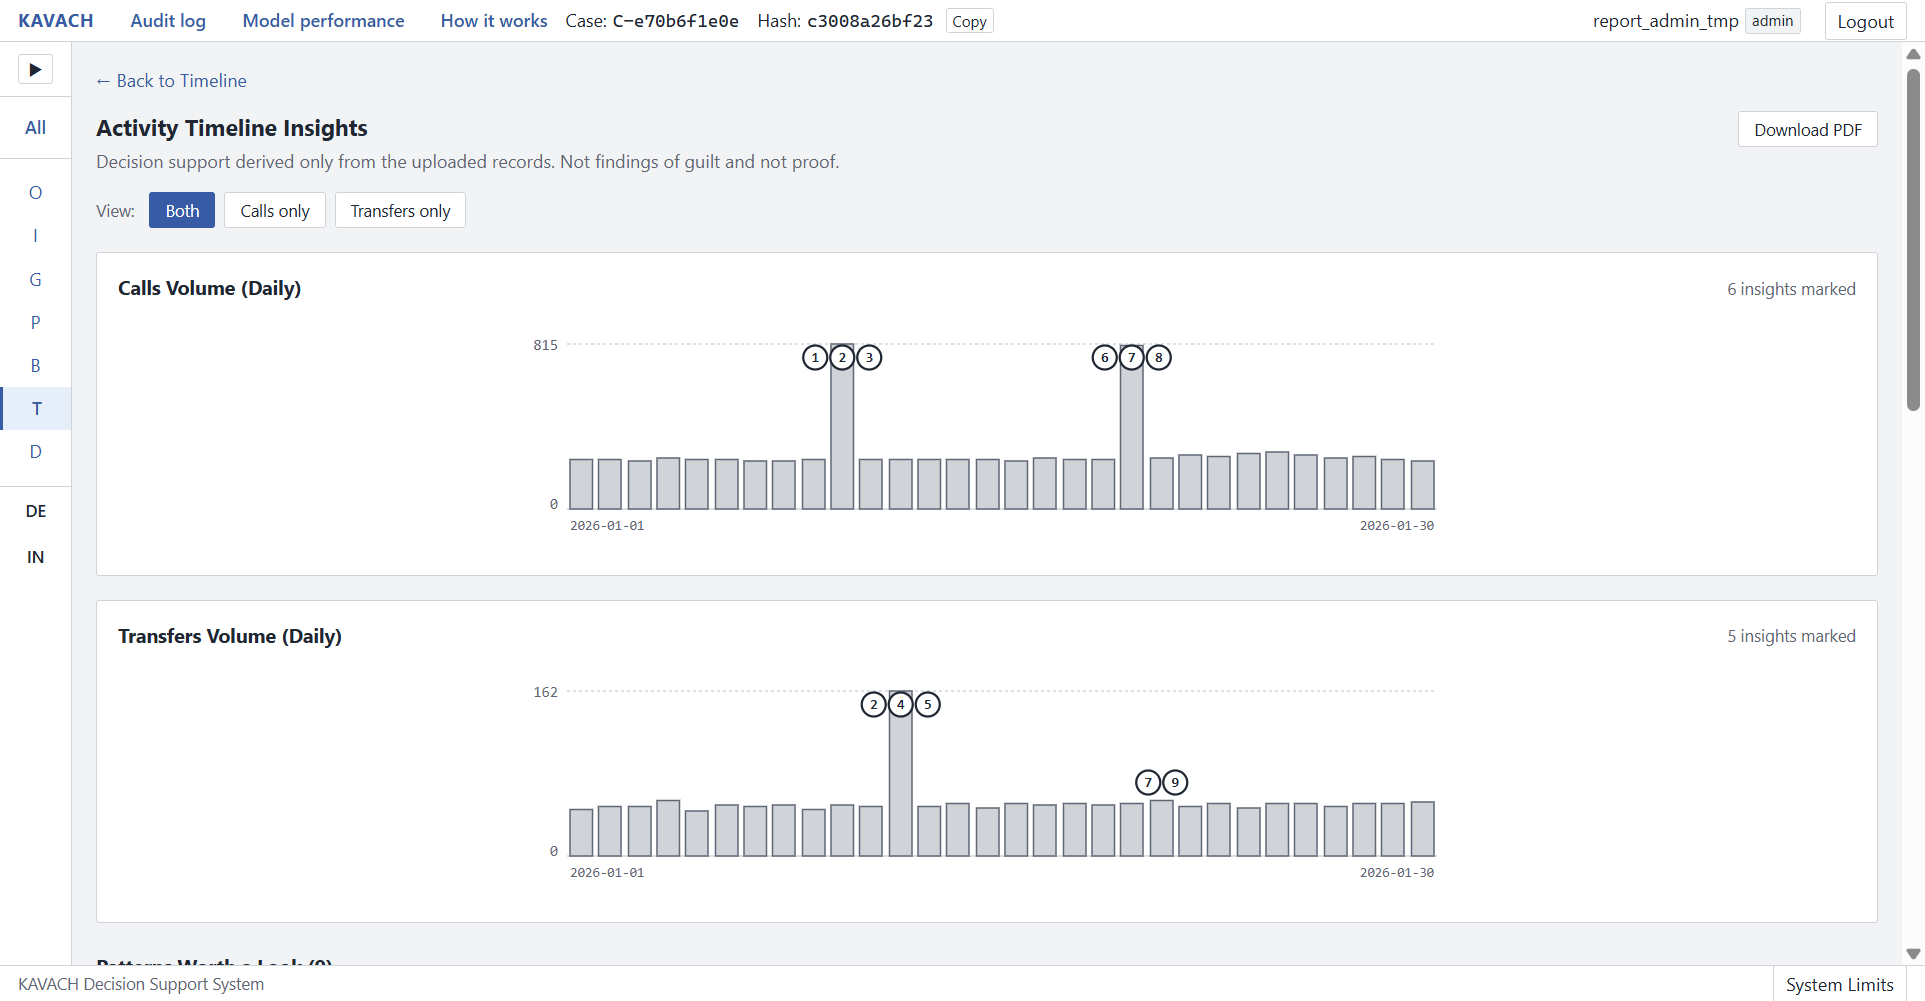 KAVACH Audit log Model performance How it works Case: C-e70b6f1e0e Hash: c3008a26bf23 Copy report_admin_tmp admin Logout
← Back to Timeline
All
Activity Timeline Insights
Download PDF
Decision support derived only from the uploaded records. Not findings of guilt and not proof.
O
View: Both Calls only Transfers only
I
G
P
B
T
D
DE
IN
Calls Volume (Daily)
6 insights marked
815
1 2 3 6 7 8
0
2026-01-01 2026-01-30
Transfers Volume (Daily)
5 insights marked
162
2 4 5
7 9
0
2026-01-01 2026-01-30
Patterns Worth a Look (9)
KAVACH Decision Support System
System Limits